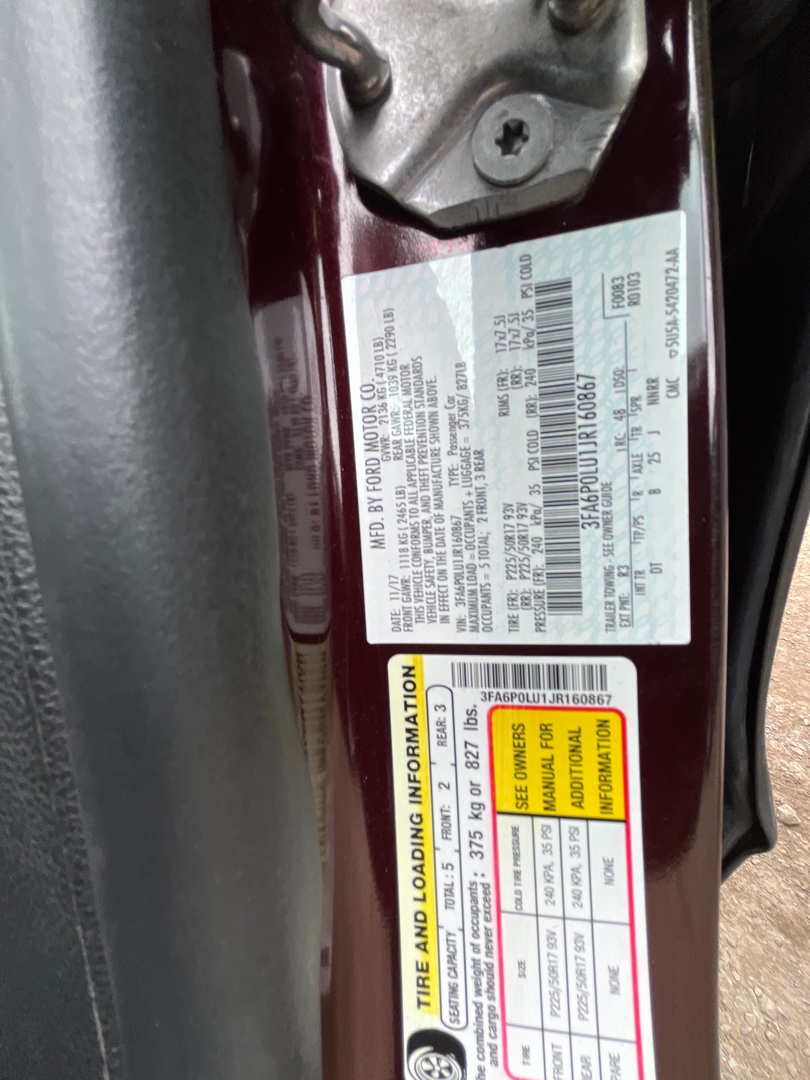 MFD. BY FORD MOTOR CO.
DATE: 11/17 GVWR: 2136 KG ( 4710 LB)
FRONT GAWR: 1118 KG ( 2465 LB) REAR GAWR: 1039 KG ( 2290 LB)
THIS VEHICLE CONFORMS TO ALL APPLICABLE FEDERAL MOTOR
VEHICLE SAFETY, BUMPER, AND THEFT PREVENTION STANDARDS
IN EFFECT ON THE DATE OF MANUFACTURE SHOWN ABOVE.
VIN: 3FA6P0LU1JR160867 TYPE: Passenger Car
MAXIMUM LOAD = OCCUPANTS + LUGGAGE = 375KG/ 827LB
OCCUPANTS = 5 TOTAL; 2 FRONT, 3 REAR
TIRE (FR): P225/50R17 93V RIMS (FR): 17x7.5J
(RR): P225/50R17 93V (RR): 17x7.5J
PRESSURE (FR): 240 kPa/ 35 PSI COLD (RR): 240 kPa/ 35 PSI COLD
3FA6P0LU1JR160867
TRAILER TOWING - SEE OWNER GUIDE
EXT PNT: R3 RC: 48 DSO: F0083
INT TR TP/PS R AXLE TR SPR R0103
DT B 25 J NNRR
CMC 5U5A-5420472-AA
TIRE AND LOADING INFORMATION
SEATING CAPACITY TOTAL: 5 FRONT: 2 REAR: 3
combined weight of occupants: 375 kg or 827 lbs.
and cargo should never exceed
3FA6P0LU1JR160867
TIRE SIZE COLD TIRE PRESSURE SEE OWNERS
FRONT P225/50R17 93V 240 KPA, 35 PSI MANUAL FOR
EAR P225/50R17 93V 240 KPA, 35 PSI ADDITIONAL
PARE NONE NONE INFORMATION